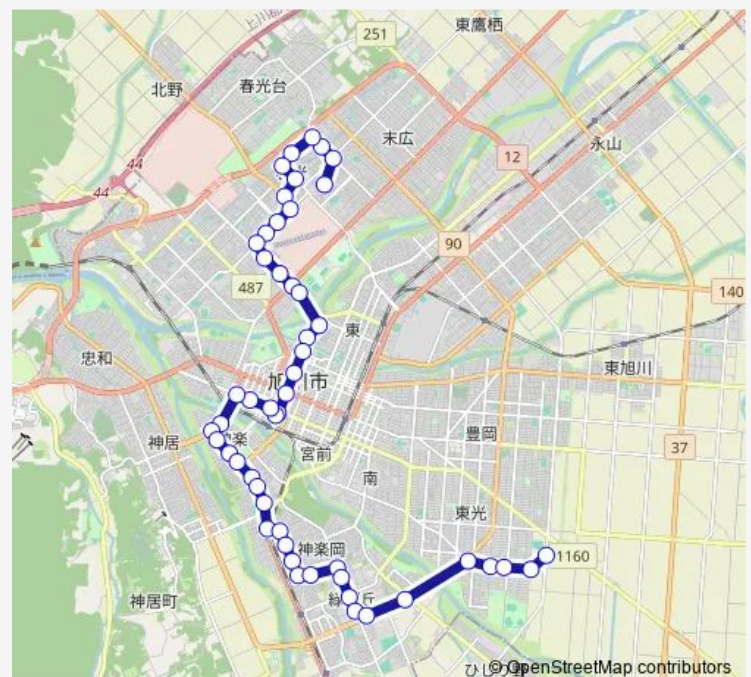 東鷹栖
251
春光台
北野
末広
永山
12
44
44
90
487
140
東
忠和
旭川市
東旭川
神居
神楽
宮前
豊岡
37
南
東光
神楽岡
1160
神居町
緑が丘
© OpenStreetMap contributors